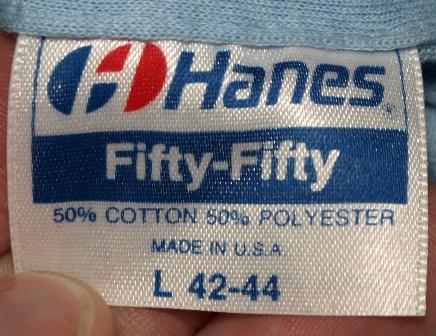 Hanes®
Fifty-Fifty
50% COTTON 50% POLYESTER
MADE IN U.S.A.
L 42-44